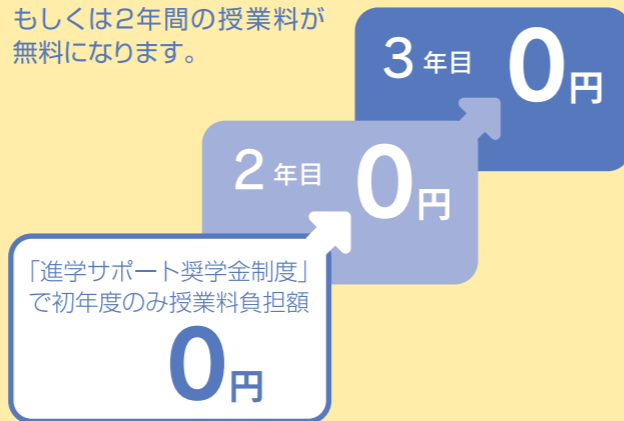 もしくは2年間の授業料が
無料になります。
3年目 0円
2年目 0円
「進学サポート奨学金制度」
で初年度のみ授業料負担額
0円